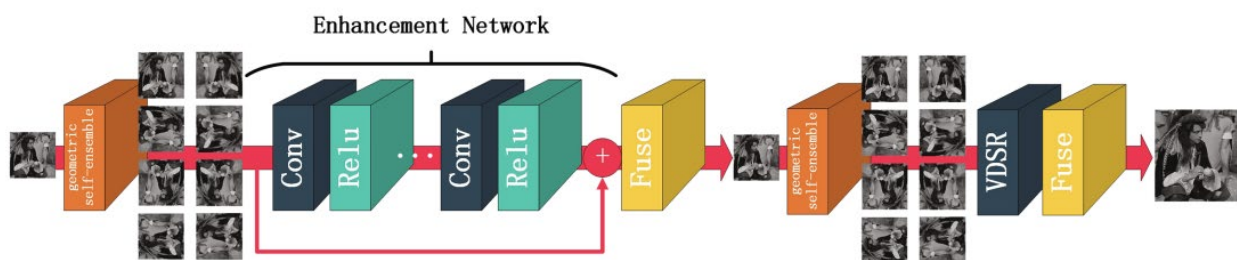 Enhancement Network
geometric
self-ensemble
Conv
Relu
...
Conv
Relu
+
Fuse
geometric
self-ensemble
VDSR
Fuse